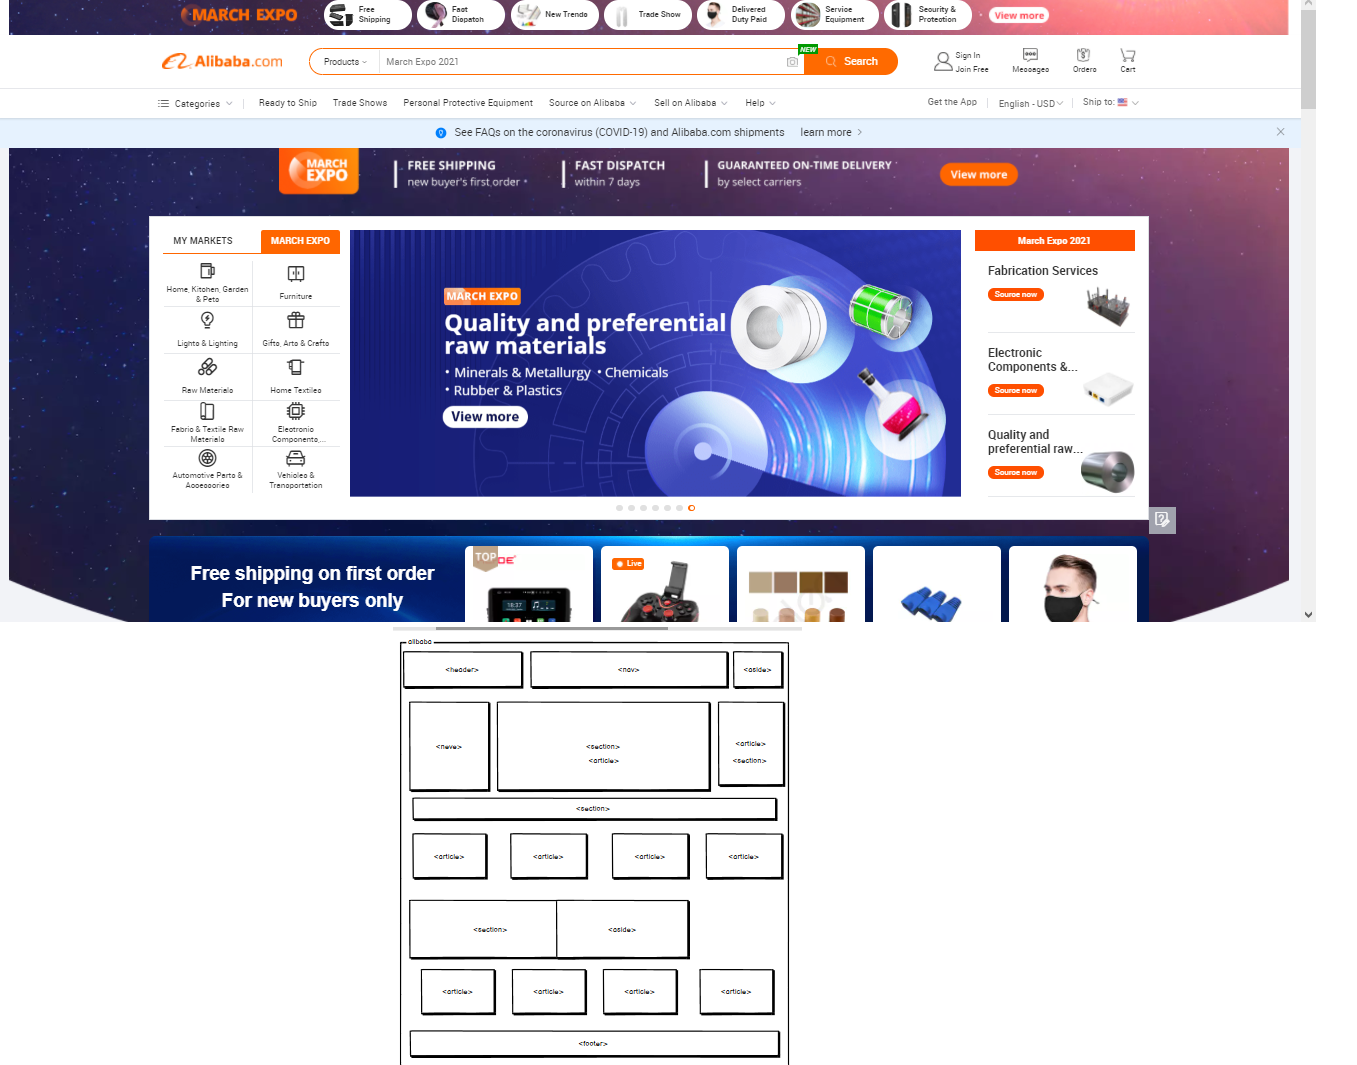 MARCH EXPO
Free Shipping
Fast Dispatch
New Trends
Trade Show
Delivered Duty Paid
Service Equipment
Security & Protection
View more
Alibaba.com
Products
March Expo 2021
NEW
Search
Sign In
Join Free
Messages
Orders
Cart
Categories
Ready to Ship
Trade Shows
Personal Protective Equipment
Source on Alibaba
Sell on Alibaba
Help
Get the App
English - USD
Ship to:
See FAQs on the coronavirus (COVID-19) and Alibaba.com shipments learn more
MARCH EXPO
FREE SHIPPING
new buyer's first order
FAST DISPATCH
within 7 days
GUARANTEED ON-TIME DELIVERY
by select carriers
View more
MY MARKETS
MARCH EXPO
Home, Kitchen, Garden & Pets
Furniture
Lights & Lighting
Gifts, Arts & Crafts
Raw Materials
Home Textiles
Fabric & Textile Raw Materials
Electronic Components,...
Automotive Parts & Accessories
Vehicles & Transportation
MARCH EXPO
Quality and preferential
raw materials
• Minerals & Metallurgy • Chemicals
• Rubber & Plastics
View more
March Expo 2021
Fabrication Services
Source now
Electronic
Components &...
Source now
Quality and
preferential raw...
Source now
Free shipping on first order
For new buyers only
TOP
Live
18:37
alibaba
<header>
<nav>
<aside>
<nave>
<section>
<article>
<article>
<section>
<section>
<article>
<article>
<article>
<article>
<section>
<aside>
<article>
<article>
<article>
<article>
<footer>